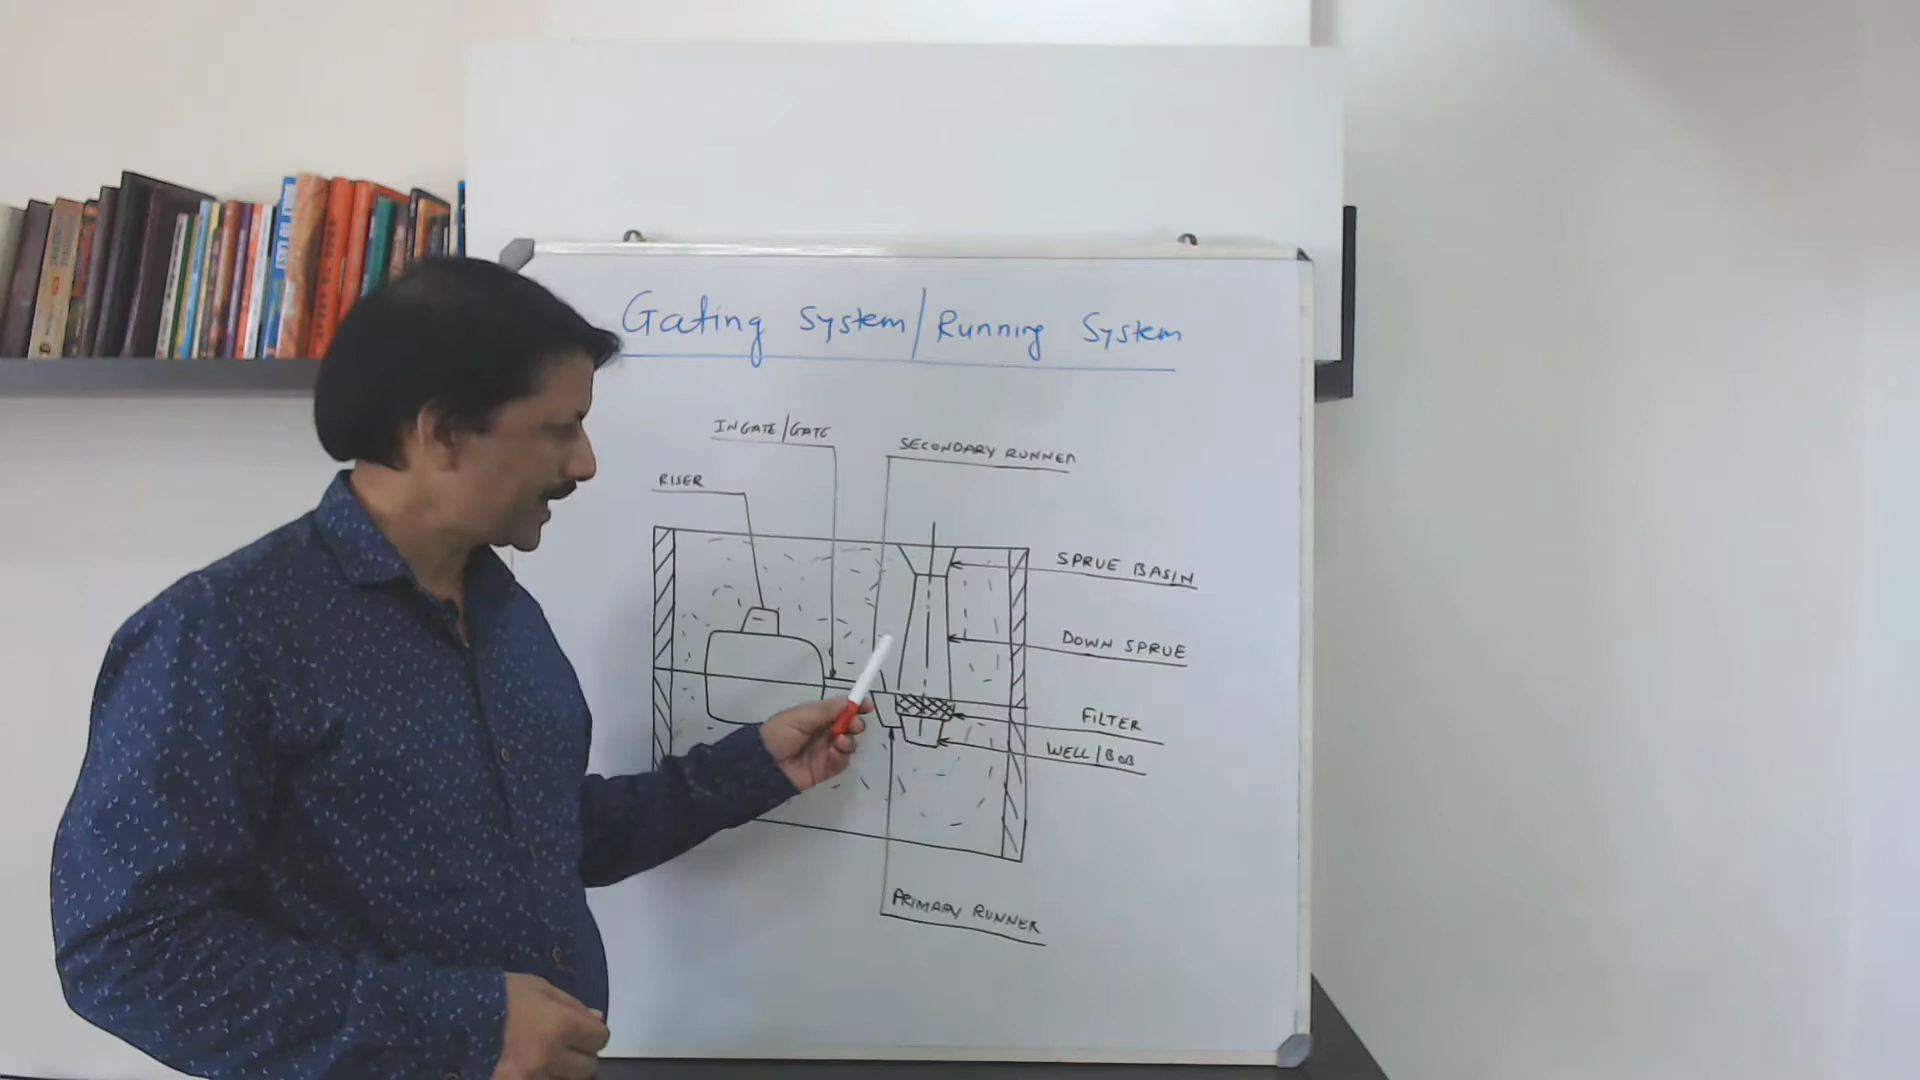 Gating System/Running System
INGATE/GATE
SECONDARY RUNNER
RISER
SPRUE BASIN
DOWN SPRUE
FILTER
WELL/BOB
PRIMARY RUNNER